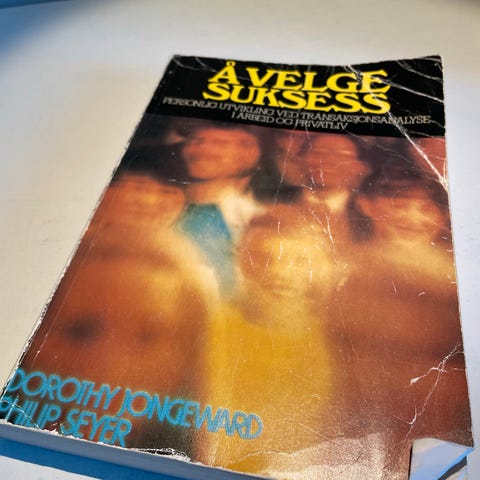 Å VELGE
SUKSESS
PERSONLIG UTVIKLING VED TRANSAKSJONSANALYSE
I ARBEID OG PRIVATLIV
DOROTHY JONGEWARD
PHILIP SEYER